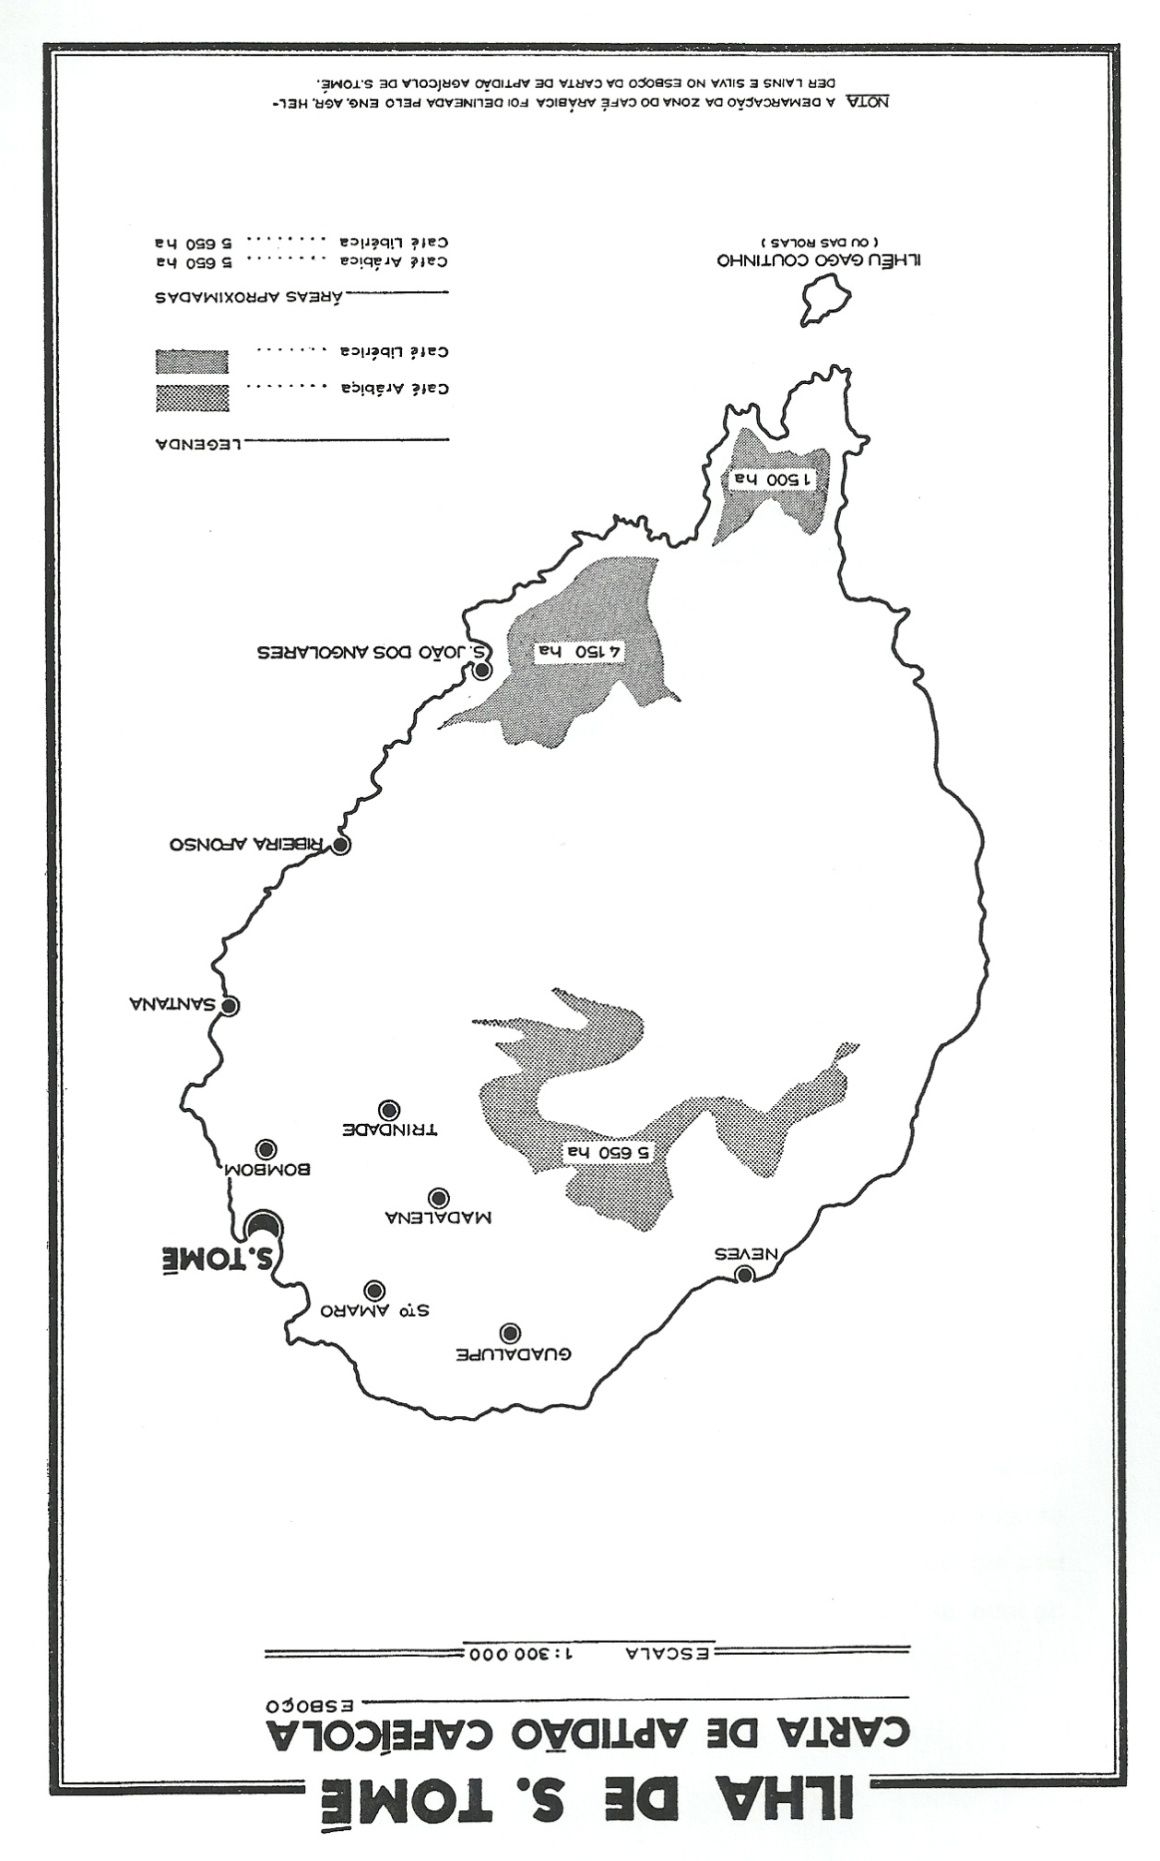 ILHA DE S. TOMÉ
CARTA DE APTIDÃO CAFEÍCOLA
ESBOÇO
ESCALA 1:300 000
GUADALUPE
STO AMARO
NEVES
S. TOMÉ
MADALENA
BOMBOM
5 650 ha
TRINDADE
SANTANA
RIBEIRA AFONSO
S. JOÃO DOS ANGOLARES
4 150 ha
1 500 ha
LEGENDA
Café Arábica ........
Café Libérica ......
ÁREAS APROXIMADAS
Café Arábica ........ 5 650 ha
Café Libérica ........ 5 650 ha
ILHÉU GAGO COUTINHO
( OU DAS ROLAS )
NOTA A DEMARCAÇÃO DA ZONA DO CAFÉ ARÁBICA FOI DELINEADA PELO ENG. AGR. HEL-
DER LAINS E SILVA NO ESBOÇO DA CARTA DE APTIDÃO AGRÍCOLA DE S. TOMÉ.